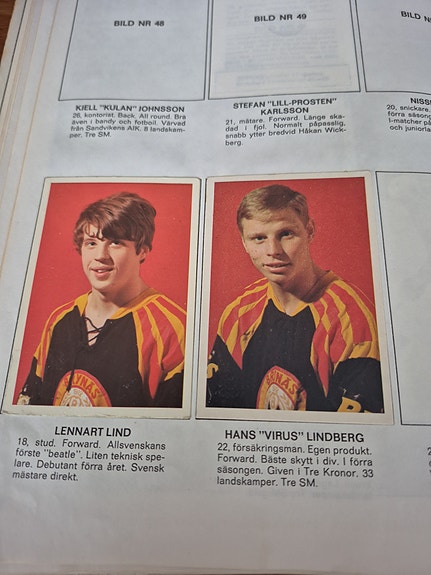 BILD NR 48
BILD NR 49
BILD N
KJELL "KULAN" JOHNSSON
26, kontorist. Back. All round. Bra
även i bandy och fotboll. Värvad
från Sandvikens AIK. 8 landskam-
per. Tre SM.
STEFAN "LILL-PROSTEN"
KARLSSON
21, mätare. Forward. Länge ska-
dad i fjol. Normalt påpasslig,
snabb ytter bredvid Håkan Wick-
berg.
NISS
20, snickare.
förra säson
l-matcher på
och juniorla
BRYNÄS
LENNART LIND
18, stud. Forward. Allsvenskans
första "beatle". Liten teknisk spe-
lare. Debutant förra året. Svensk
mästare direkt.
HANS "VIRUS" LINDBERG
22, försäkringsman. Egen produkt.
Forward. Bäste skytt i div. I förra
säsongen. Given i Tre Kronor. 33
landskamper. Tre SM.